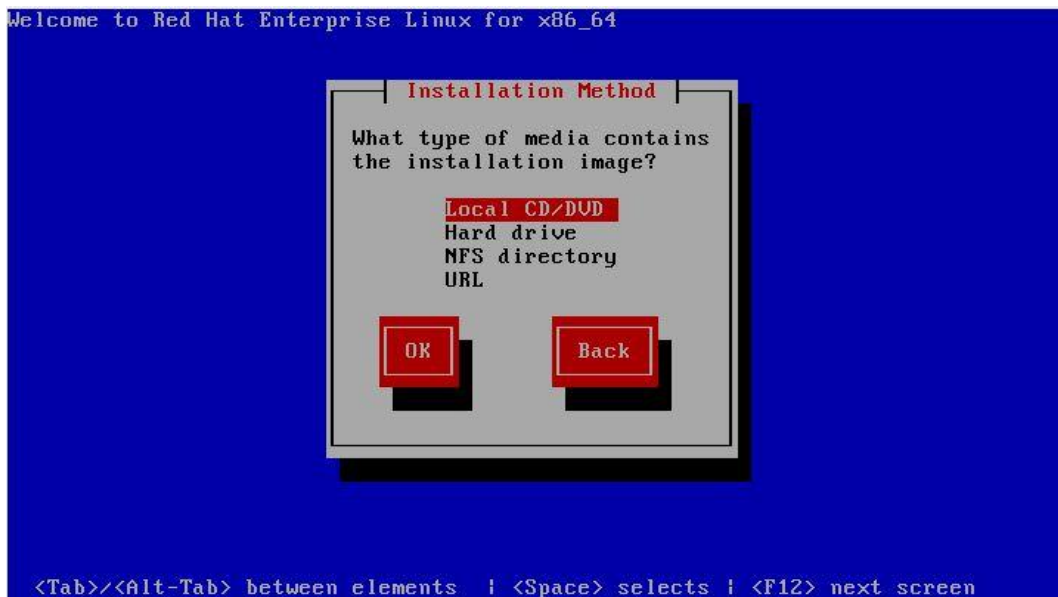 Welcome to Red Hat Enterprise Linux for x86_64
Installation Method
What type of media contains
the installation image?
Local CD/DVD
Hard drive
NFS directory
URL
OK Back
<Tab>/<Alt-Tab> between elements | <Space> selects | <F12> next screen